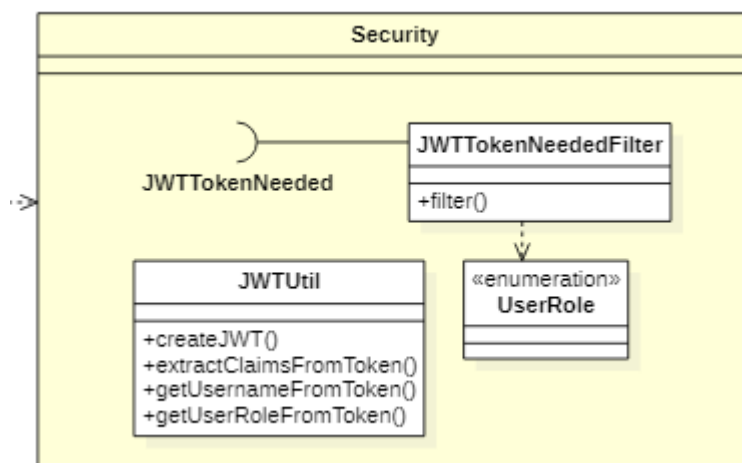 Security
JWTTokenNeeded
JWTTokenNeededFilter
+filter()
JWTUtil
+createJWT()
+extractClaimsFromToken()
+getUsernameFromToken()
+getUserRoleFromToken()
«enumeration»
UserRole